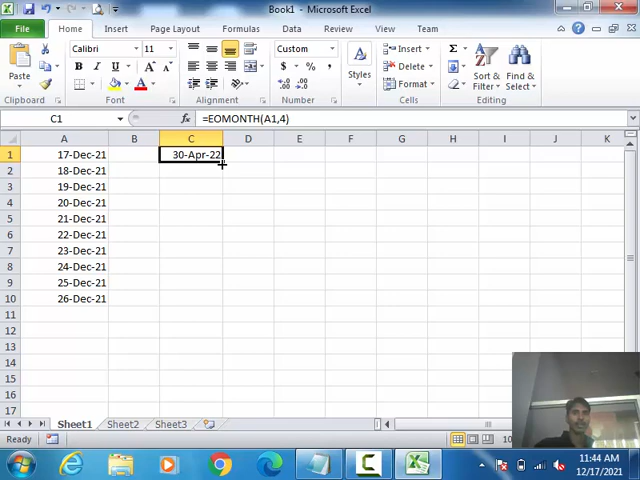 Book1 - Microsoft Excel
File Home Insert Page Layout Formulas Data Review View Team
Calibri 11 Custom Insert Σ
Paste B I U A $ % , Styles Delete Sort & Filter Find & Select
Format
Clipboard Font Alignment Number Cells Editing
C1 fx =EOMONTH(A1,4)
A B C D E F G H I J K
1 17-Dec-21 30-Apr-22
2 18-Dec-21
3 19-Dec-21
4 20-Dec-21
5 21-Dec-21
6 22-Dec-21
7 23-Dec-21
8 24-Dec-21
9 25-Dec-21
10 26-Dec-21
11
12
13
14
15
16
17
Sheet1 Sheet2 Sheet3
Ready 10
11:44 AM
12/17/2021